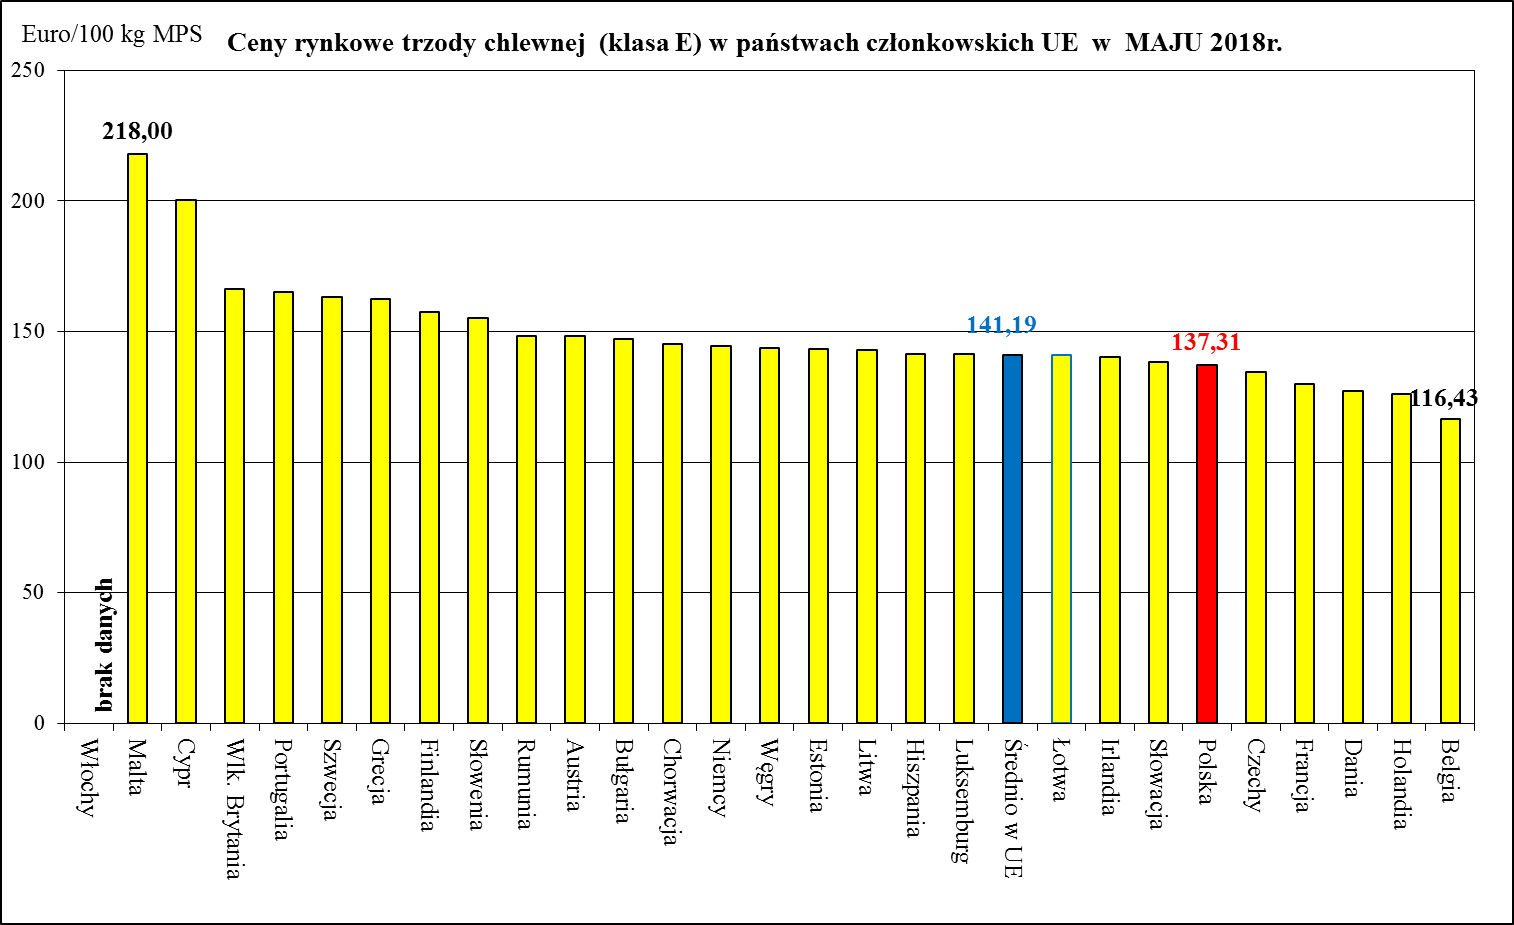 Euro/100 kg MPS
Ceny rynkowe trzody chlewnej (klasa E) w państwach członkowskich UE w MAJU 2018r.
250
200
150
100
50
0
218,00
141,19
137,31
116,43
brak danych
Włochy
Malta
Cypr
Wlk. Brytania
Portugalia
Szwecja
Grecja
Finlandia
Słowenia
Rumunia
Austria
Bułgaria
Chorwacja
Niemcy
Węgry
Estonia
Litwa
Hiszpania
Luksemburg
Średnio w UE
Łotwa
Irlandia
Słowacja
Polska
Czechy
Francja
Dania
Holandia
Belgia